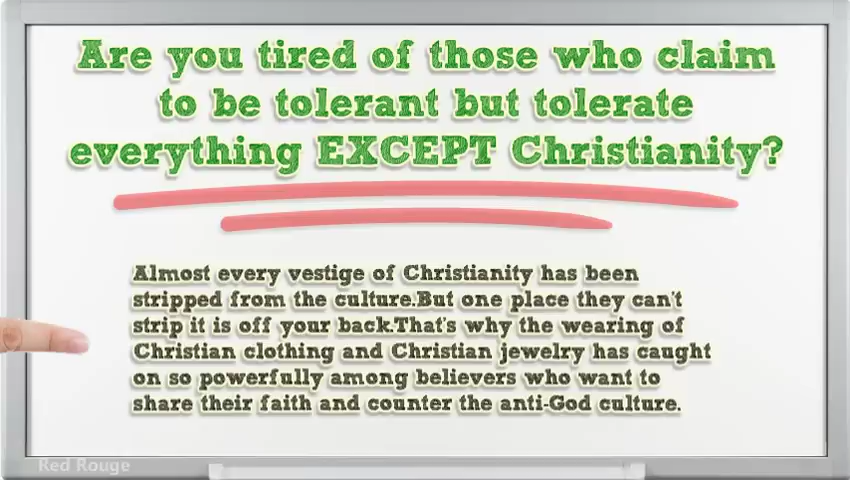 Are you tired of those who claim
to be tolerant but tolerate
everything EXCEPT Christianity?
Almost every vestige of Christianity has been
stripped from the culture.But one place they can't
strip it is off your back.That's why the wearing of
Christian clothing and Christian jewelry has caught
on so powerfully among believers who want to
share their faith and counter the anti-God culture.
Red Rouge